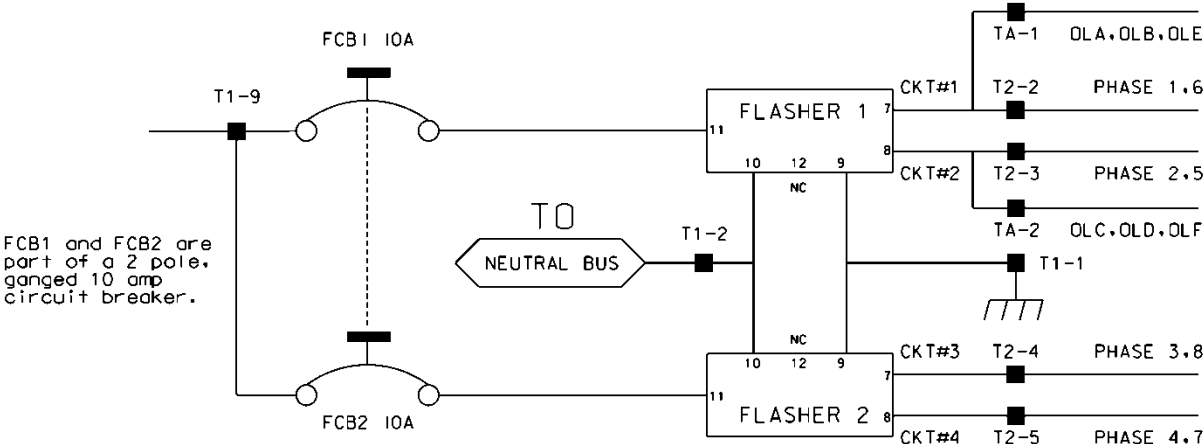 FCB1 10A
T1-9
FCB1 and FCB2 are
part of a 2 pole,
ganged 10 amp
circuit breaker.
FCB2 10A
TO
NEUTRAL BUS
T1-2
FLASHER 1
11
7
8
10 12 9
NC
CKT#1
CKT#2
TA-1 OLA,OLB,OLE
T2-2 PHASE 1,6
T2-3 PHASE 2,5
TA-2 OLC,OLD,OLF
T1-1
NC
10 12 9
11
7
8
FLASHER 2
CKT#3 T2-4 PHASE 3,8
CKT#4 T2-5 PHASE 4,7